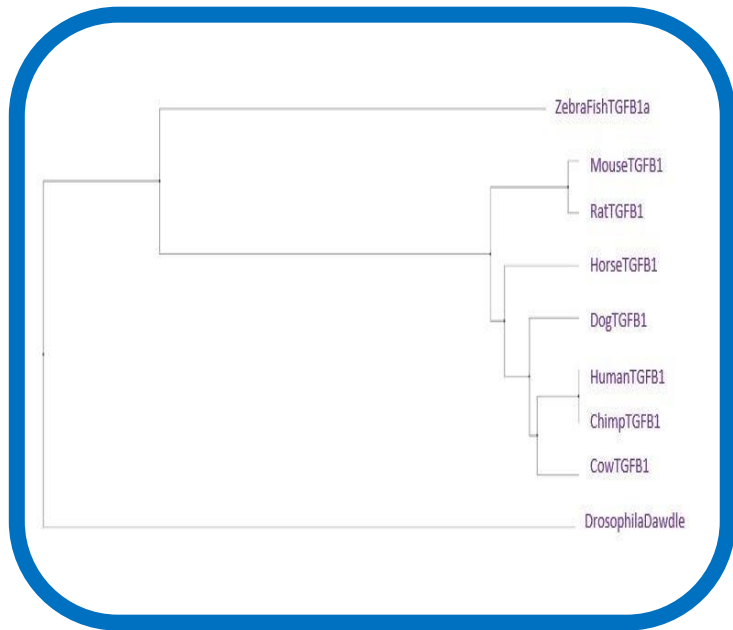 ZebraFishTGFB1a
MouseTGFB1
RatTGFB1
HorseTGFB1
DogTGFB1
HumanTGFB1
ChimpTGFB1
CowTGFB1
DrosophilaDawdle